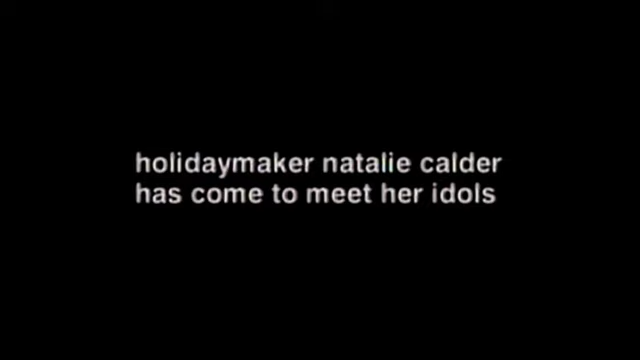 holidaymaker natalie calder
has come to meet her idols